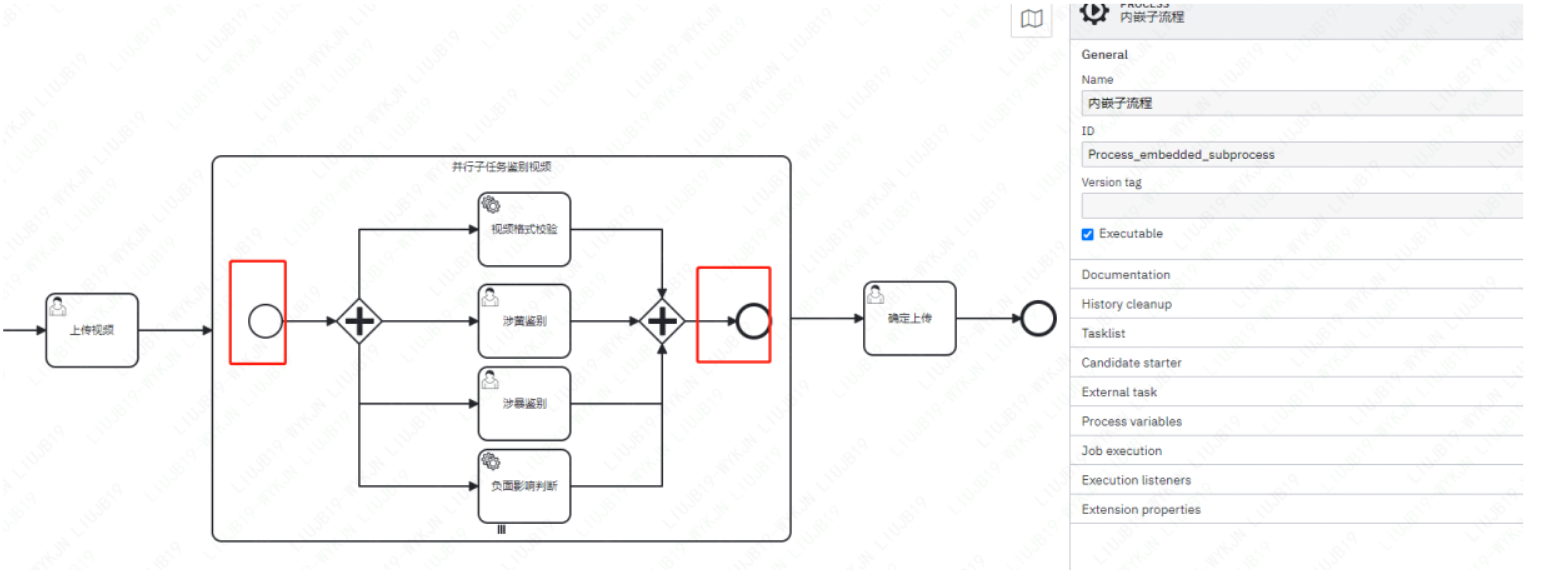 PROCESS
内嵌子流程
General
Name
内嵌子流程
ID
Process_embedded_subprocess
Version tag
Executable
Documentation
History cleanup
Tasklist
Candidate starter
External task
Process variables
Job execution
Execution listeners
Extension properties
并行子任务鉴别视频
视频格式校验
上传视频
涉黄鉴别
确定上传
涉暴鉴别
负面影响判断
LIUJB19-WYKJN LIUJB19